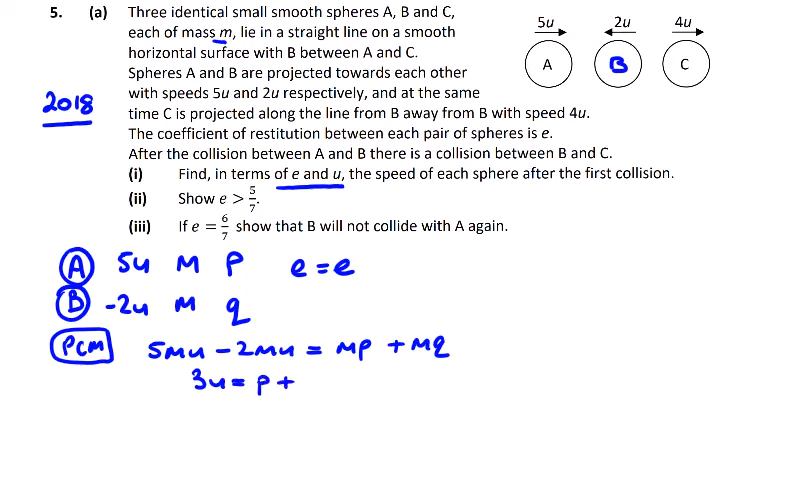 5. (a) Three identical small smooth spheres A, B and C,
each of mass m, lie in a straight line on a smooth
horizontal surface with B between A and C.
Spheres A and B are projected towards each other
with speeds 5u and 2u respectively, and at the same
time C is projected along the line from B away from B with speed 4u.
The coefficient of restitution between each pair of spheres is e.
After the collision between A and B there is a collision between B and C.
(i) Find, in terms of e and u, the speed of each sphere after the first collision.
(ii) Show e > 5/7.
(iii) If e = 6/7 show that B will not collide with A again.
5u 2u 4u
A B C
2018
A 5u M P e = e
B -2u M q
PCM 5Mu - 2Mu = MP + Mq
3u = P +